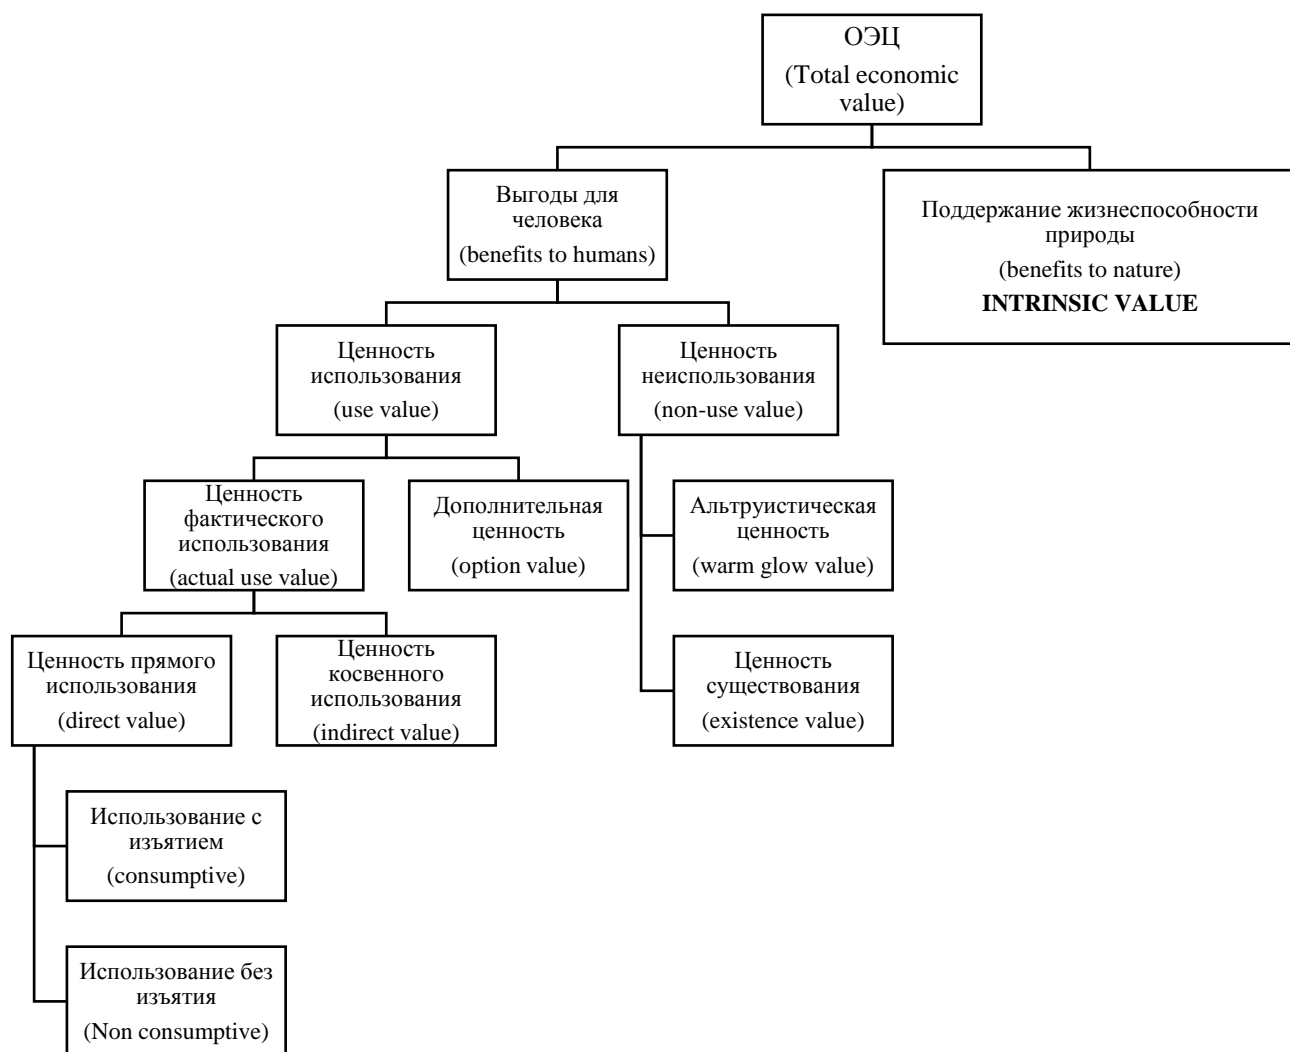 ОЭЦ
(Total economic
value)
Выгоды для
человека
(benefits to humans)
Поддержание жизнеспособности
природы
(benefits to nature)
INTRINSIC VALUE
Ценность
использования
(use value)
Ценность
неиспользования
(non-use value)
Ценность
фактического
использования
(actual use value)
Дополнительная
ценность
(option value)
Альтруистическая
ценность
(warm glow value)
Ценность прямого
использования
(direct value)
Ценность
косвенного
использования
(indirect value)
Ценность
существования
(existence value)
Использование с
изъятием
(consumptive)
Использование без
изъятия
(Non consumptive)